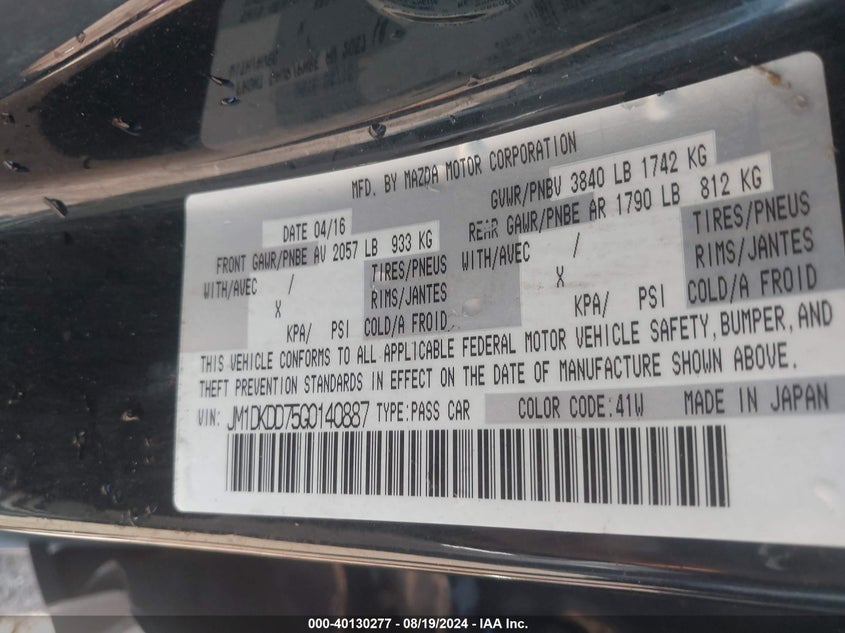 MFD. BY MAZDA MOTOR CORPORATION
DATE 04/16 GVWR/PNBV 3840 LB 1742 KG
FRONT GAWR/PNBE AV 2057 LB 933 KG REAR GAWR/PNBE AR 1790 LB 812 KG
WITH/AVEC / TIRES/PNEUS WITH/AVEC / TIRES/PNEUS
X RIMS/JANTES X RIMS/JANTES
KPA/ PSI COLD/A FROID KPA/ PSI COLD/A FROID
THIS VEHICLE CONFORMS TO ALL APPLICABLE FEDERAL MOTOR VEHICLE SAFETY, BUMPER, AND
THEFT PREVENTION STANDARDS IN EFFECT ON THE DATE OF MANUFACTURE SHOWN ABOVE.
VIN: JM1DKDD75G0140887 TYPE: PASS CAR COLOR CODE: 41W MADE IN JAPAN
000-40130277 - 08/19/2024 - IAA Inc.